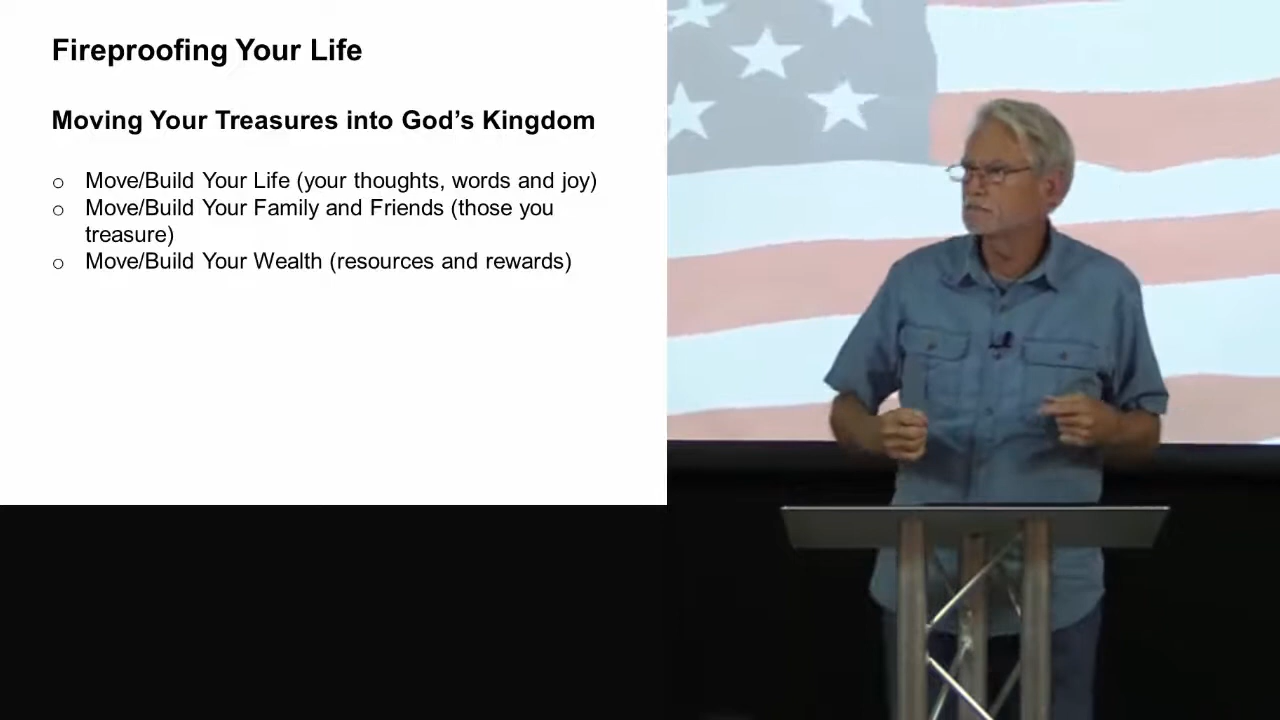 Fireproofing Your Life
Moving Your Treasures into God's Kingdom
o Move/Build Your Life (your thoughts, words and joy)
o Move/Build Your Family and Friends (those you
treasure)
o Move/Build Your Wealth (resources and rewards)